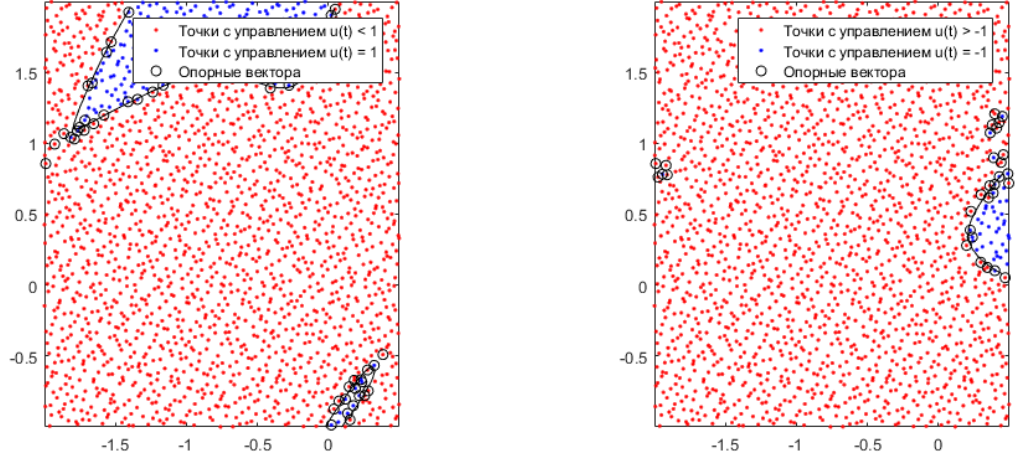 Точки с управлением u(t) < 1
Точки с управлением u(t) = 1
Опорные вектора
1.5
1
0.5
0
-0.5
-1.5 -1 -0.5 0
Точки с управлением u(t) > -1
Точки с управлением u(t) = -1
Опорные вектора
1.5
1
0.5
0
-0.5
-1.5 -1 -0.5 0